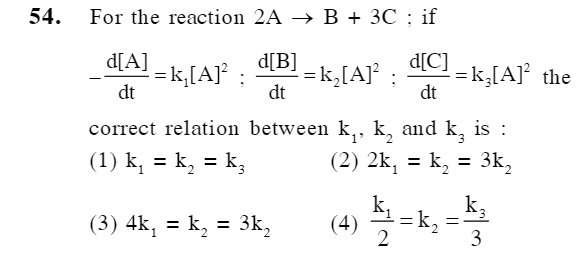 54. For the reaction 2A → B + 3C ; if
−d[A]/dt = k₁[A]² ; d[B]/dt = k₂[A]² ; d[C]/dt = k₃[A]² the
correct relation between k₁, k₂ and k₃ is :
(1) k₁ = k₂ = k₃ (2) 2k₁ = k₂ = 3k₂
(3) 4k₁ = k₂ = 3k₂ (4) k₁/2 = k₂ = k₃/3